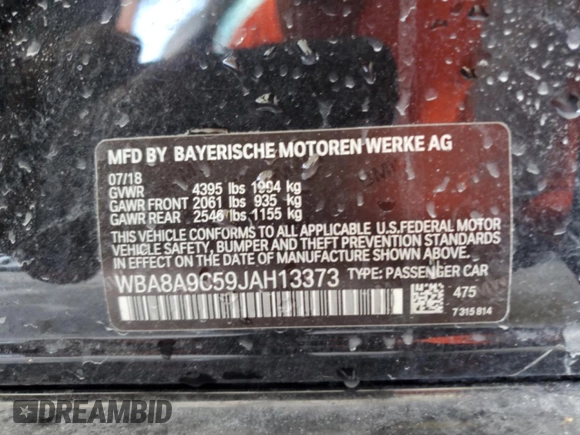 MFD BY BAYERISCHE MOTOREN WERKE AG
07/18
GVWR 4395 lbs 1994 kg
GAWR FRONT 2061 lbs 935 kg
GAWR REAR 2546 lbs 1155 kg
THIS VEHICLE CONFORMS TO ALL APPLICABLE U.S.FEDERAL MOTOR
VEHICLE SAFETY, BUMPER AND THEFT PREVENTION STANDARDS
IN EFFECT ON THE DATE OF MANUFACTURE SHOWN ABOVE.
WBA8A9C59JAH13373 TYPE: PASSENGER CAR
475
7 315 814
DREAMBID